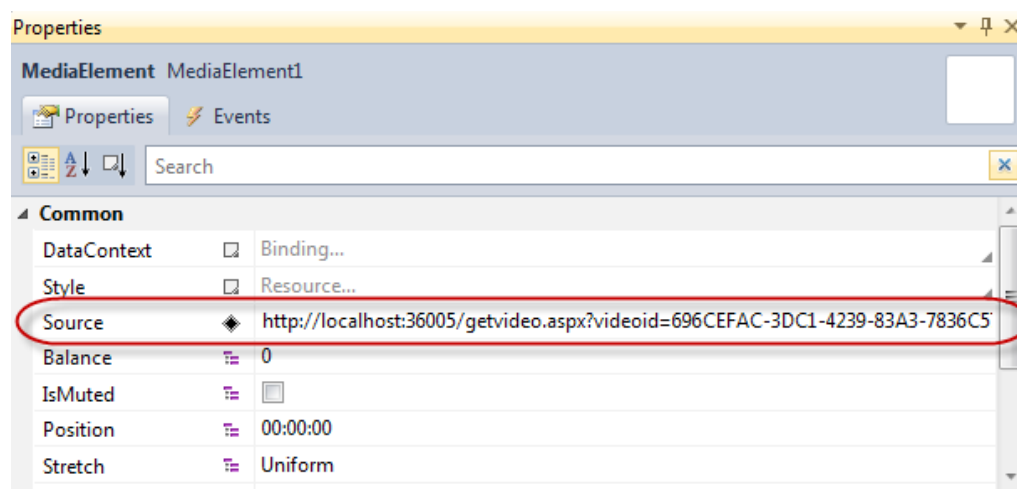 Properties
MediaElement MediaElement1
Properties Events
Search
Common
DataContext Binding...
Style Resource...
Source http://localhost:36005/getvideo.aspx?videoid=696CEFAC-3DC1-4239-83A3-7836C5
Balance 0
IsMuted
Position 00:00:00
Stretch Uniform